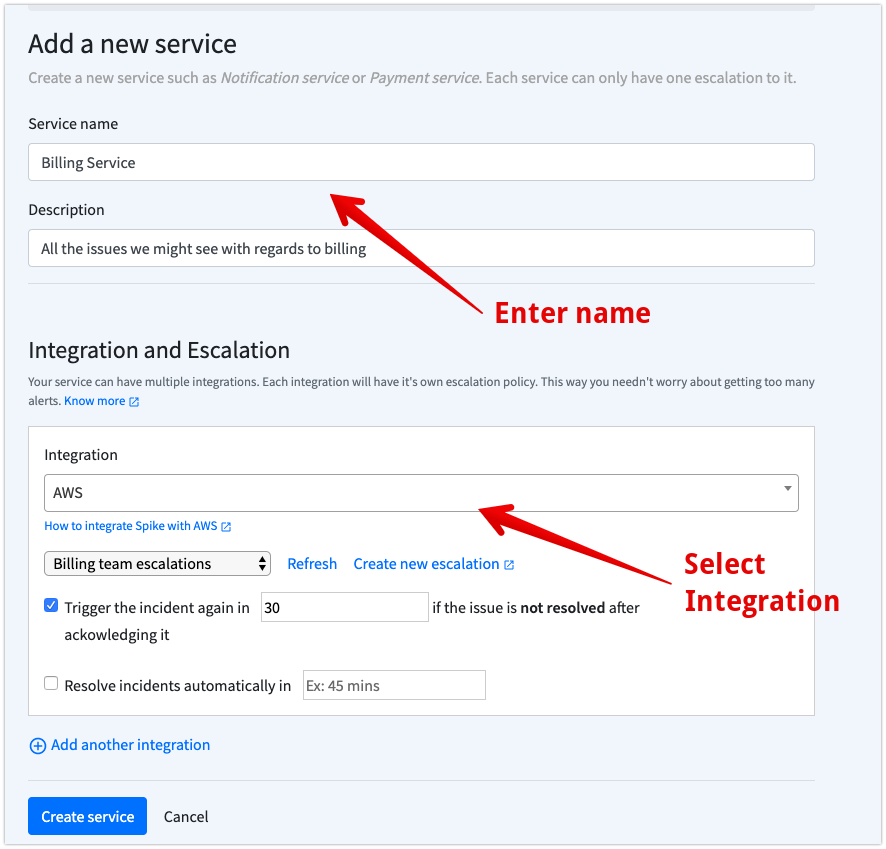 Add a new service
Create a new service such as Notification service or Payment service. Each service can only have one escalation to it.
Service name
Billing Service
Description
All the issues we might see with regards to billing
Enter name
Integration and Escalation
Your service can have multiple integrations. Each integration will have it's own escalation policy. This way you needn't worry about getting too many
alerts. Know more
Integration
AWS
How to integrate Spike with AWS
Billing team escalations Refresh Create new escalation
Select
Integration
Trigger the incident again in 30 if the issue is not resolved after
ackowledging it
Resolve incidents automatically in Ex: 45 mins
Add another integration
Create service Cancel